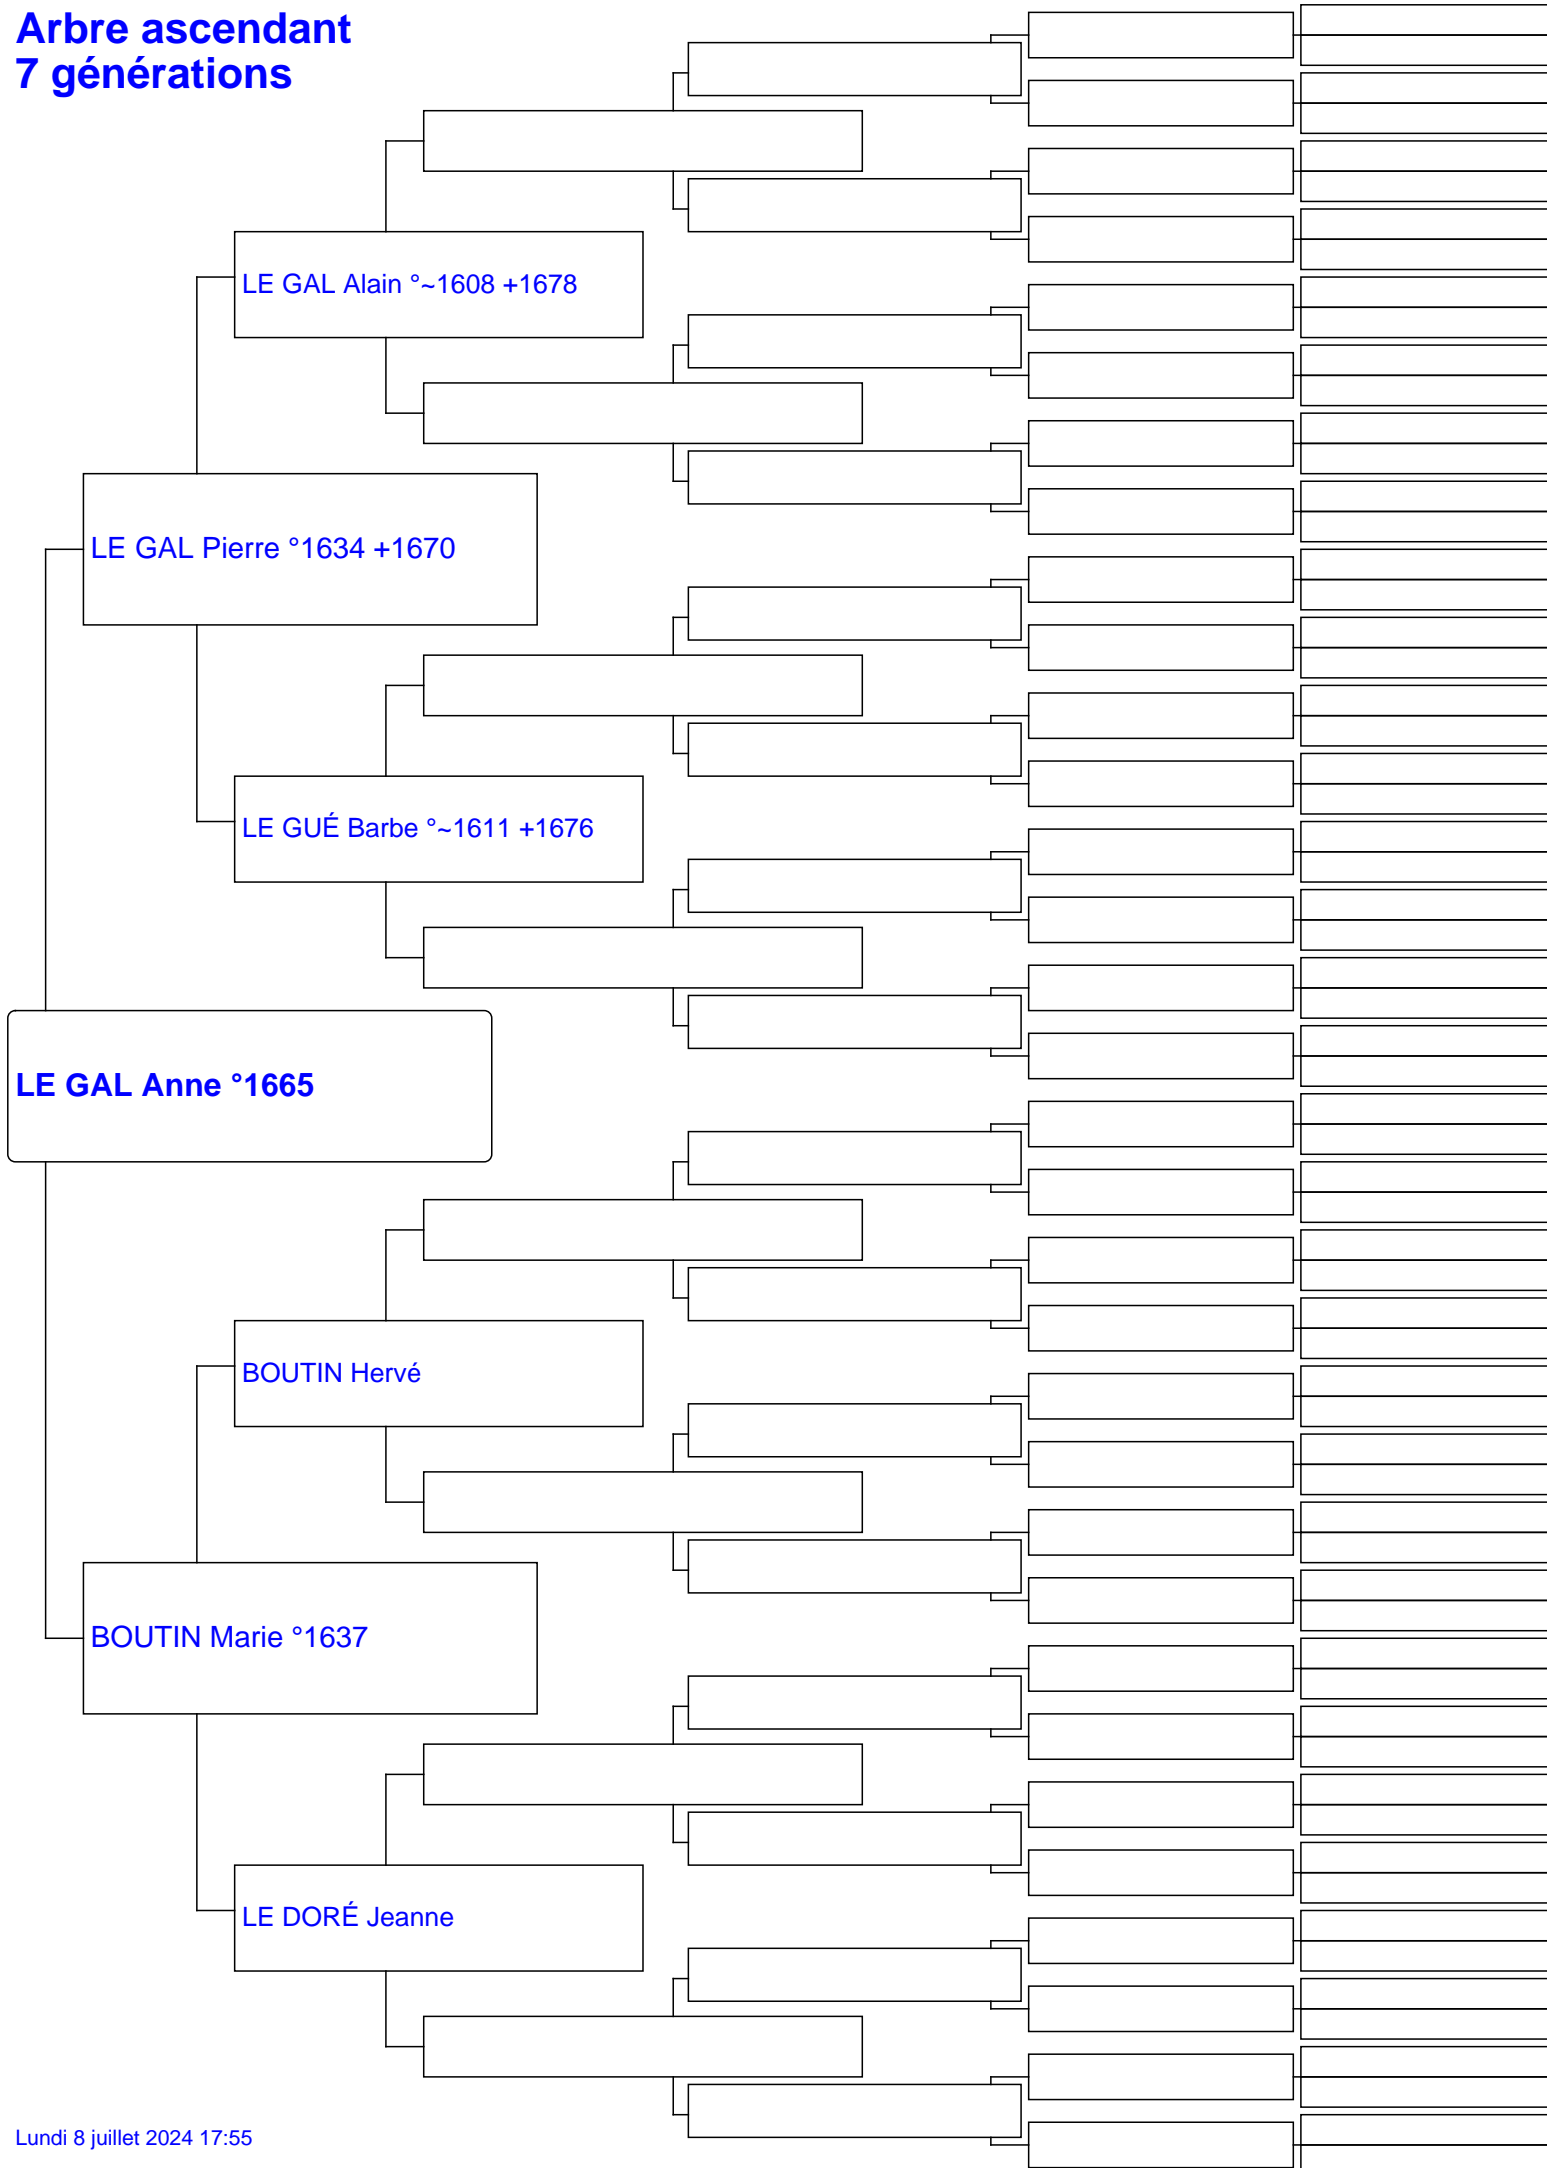 Arbre ascendant
7 générations
LE GAL Alain °~1608 +1678
LE GAL Pierre °1634 +1670
LE GUÉ Barbe °~1611 +1676
LE GAL Anne °1665
BOUTIN Hervé
BOUTIN Marie °1637
LE DORÉ Jeanne
Lundi 8 juillet 2024 17:55